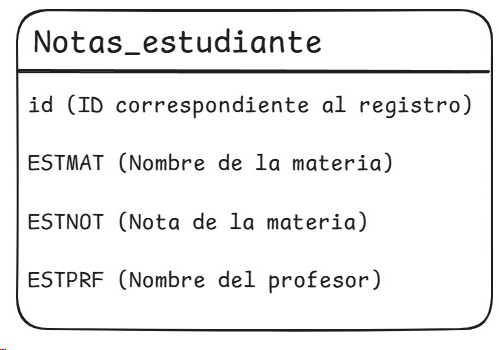 Notas_estudiante
id (ID correspondiente al registro)
ESTMAT (Nombre de la materia)
ESTNOT (Nota de la materia)
ESTPRF (Nombre del profesor)